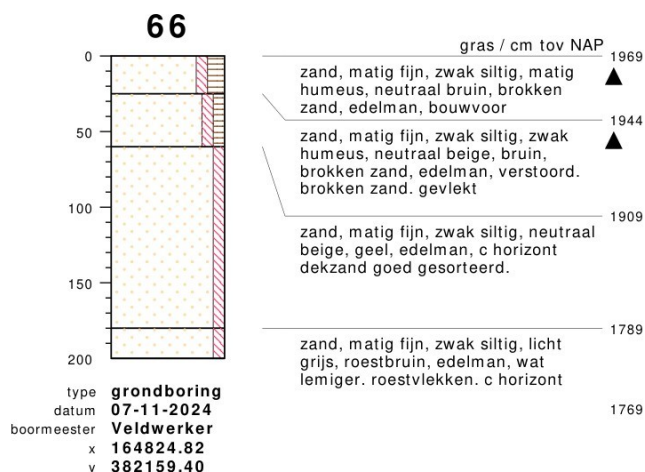 66
gras / cm tov NAP
0
1969
zand, matig fijn, zwak siltig, matig
humeus, neutraal bruin, brokken
zand, edelman, bouwvoor
1944
50
zand, matig fijn, zwak siltig, zwak
humeus, neutraal beige, bruin,
brokken zand, edelman, verstoord.
brokken zand. gevlekt
100
1909
zand, matig fijn, zwak siltig, neutraal
beige, geel, edelman, c horizont
dekzand goed gesorteerd.
150
1789
zand, matig fijn, zwak siltig, licht
grijs, roestbruin, edelman, wat
lemiger. roestvlekken. c horizont
200
1769
type grondboring
datum 07-11-2024
boormeester Veldwerker
x 164824.82
y 382159.40